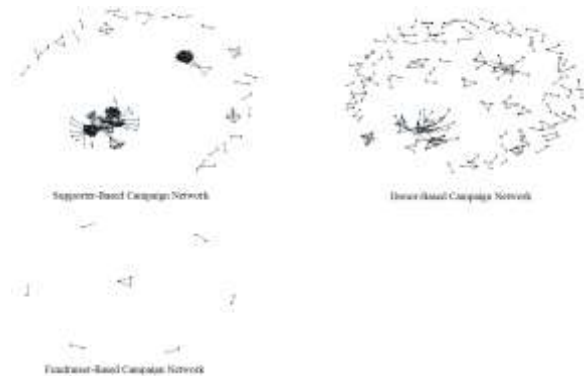 Supporter-Based Campaign Network
Donor-Based Campaign Network
Fundraiser-Based Campaign Network